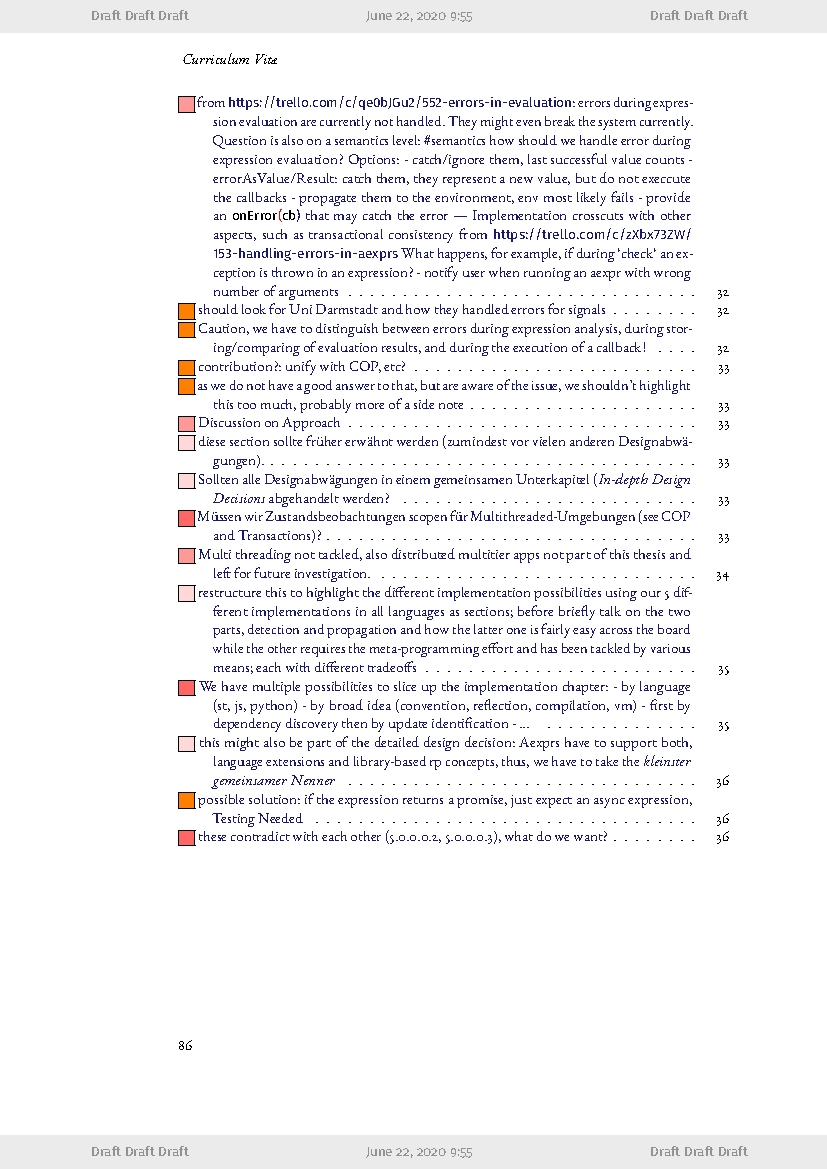 Draft Draft Draft June 22, 2020 9:55 Draft Draft Draft
Curriculum Vitæ
from https://trello.com/c/qe0bJGu2/552-errors-in-evaluation: errors during expres-
sion evaluation are currently not handled. They might even break the system currently.
Question is also on a semantics level: #semantics how should we handle error during
expression evaluation? Options: - catch/ignore them, last successful value counts -
errorAsValue/Result: catch them, they represent a new value, but do not execcute
the callbacks - propagate them to the environment, env most likely fails - provide
an onError(cb) that may catch the error — Implementation crosscuts with other
aspects, such as transactional consistency from https://trello.com/c/zXbx73ZW/
153-handling-errors-in-aexprs What happens, for example, if during ‘check‘ an ex-
ception is thrown in an expression? - notify user when running an aexpr with wrong
number of arguments . . . . . . . . . . . . . . . . . . . . . . . . . . . . . . . 32
should look for Uni Darmstadt and how they handled errors for signals . . . . . . . . 32
Caution, we have to distinguish between errors during expression analysis, during stor-
ing/comparing of evaluation results, and during the execution of a callback! . . . . 32
contribution?: unify with COP, etc? . . . . . . . . . . . . . . . . . . . . . . . . . 33
as we do not have a good answer to that, but are aware of the issue, we shouldn't highlight
this too much, probably more of a side note . . . . . . . . . . . . . . . . . . . . 33
Discussion on Approach . . . . . . . . . . . . . . . . . . . . . . . . . . . . . . . 33
diese section sollte früher erwähnt werden (zumindest vor vielen anderen Designabwä-
gungen). . . . . . . . . . . . . . . . . . . . . . . . . . . . . . . . . . . . . . . 33
Sollten alle Designabwägungen in einem gemeinsamen Unterkapitel (In-depth Design
Decisions abgehandelt werden? . . . . . . . . . . . . . . . . . . . . . . . . . . 33
Müssen wir Zustandsbeobachtungen scopen für Multithreaded-Umgebungen (see COP
and Transactions)? . . . . . . . . . . . . . . . . . . . . . . . . . . . . . . . . . 33
Multi threading not tackled, also distributed multitier apps not part of this thesis and
left for future investigation. . . . . . . . . . . . . . . . . . . . . . . . . . . . . 34
restructure this to highlight the different implementation possibilities using our 5 dif-
ferent implementations in all languages as sections; before briefly talk on the two
parts, detection and propagation and how the latter one is fairly easy across the board
while the other requires the meta-programming effort and has been tackled by various
means; each with different tradeoffs . . . . . . . . . . . . . . . . . . . . . . . . 35
We have multiple possibilities to slice up the implementation chapter: - by language
(st, js, python) - by broad idea (convention, reflection, compilation, vm) - first by
dependency discovery then by update identification - ... . . . . . . . . . . . . . . 35
this might also be part of the detailed design decision: Aexprs have to support both,
language extensions and library-based rp concepts, thus, we have to take the kleinster
gemeinsamer Nenner . . . . . . . . . . . . . . . . . . . . . . . . . . . . . . . 36
possible solution: if the expression returns a promise, just expect an async expression,
Testing Needed . . . . . . . . . . . . . . . . . . . . . . . . . . . . . . . . . . 36
these contradict with each other (5.0.0.0.2, 5.0.0.0.3), what do we want? . . . . . . . . 36
86
Draft Draft Draft June 22, 2020 9:55 Draft Draft Draft